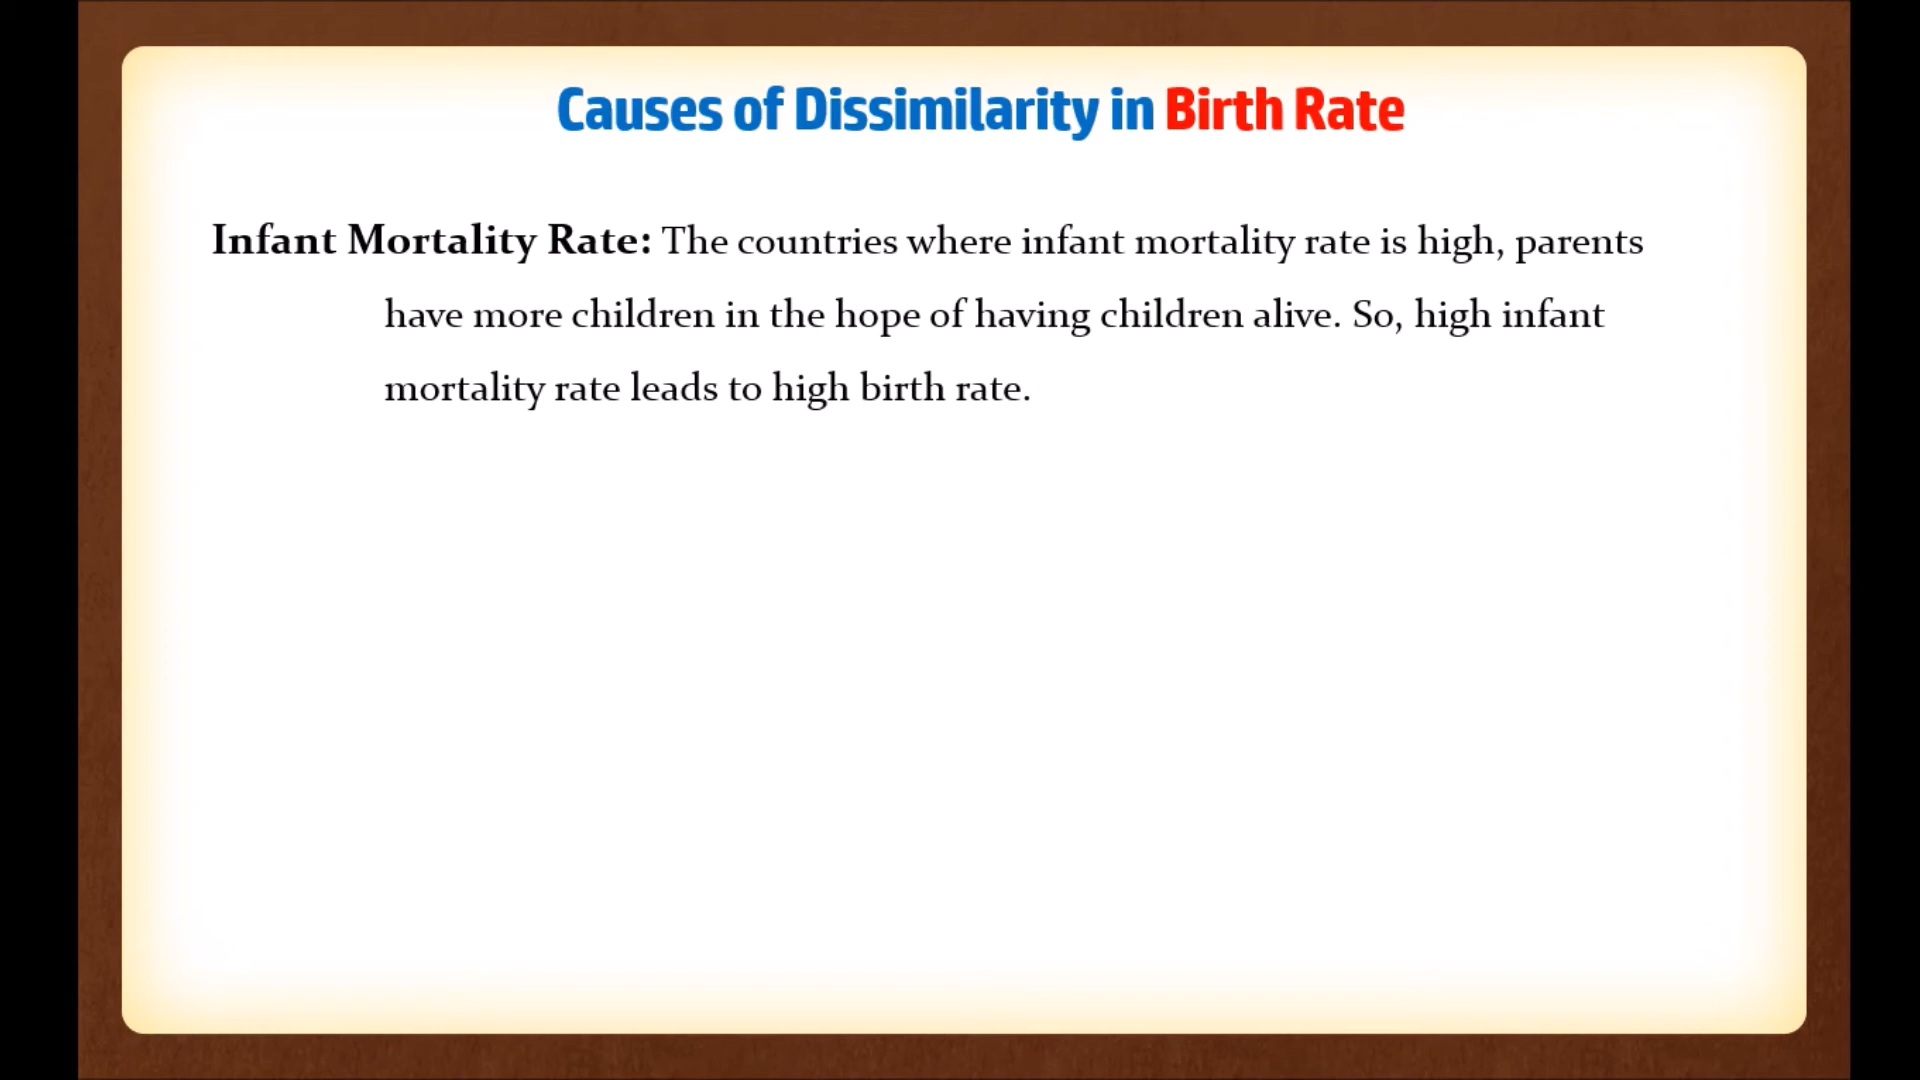 Causes of Dissimilarity in Birth Rate
Infant Mortality Rate: The countries where infant mortality rate is high, parents
have more children in the hope of having children alive. So, high infant
mortality rate leads to high birth rate.